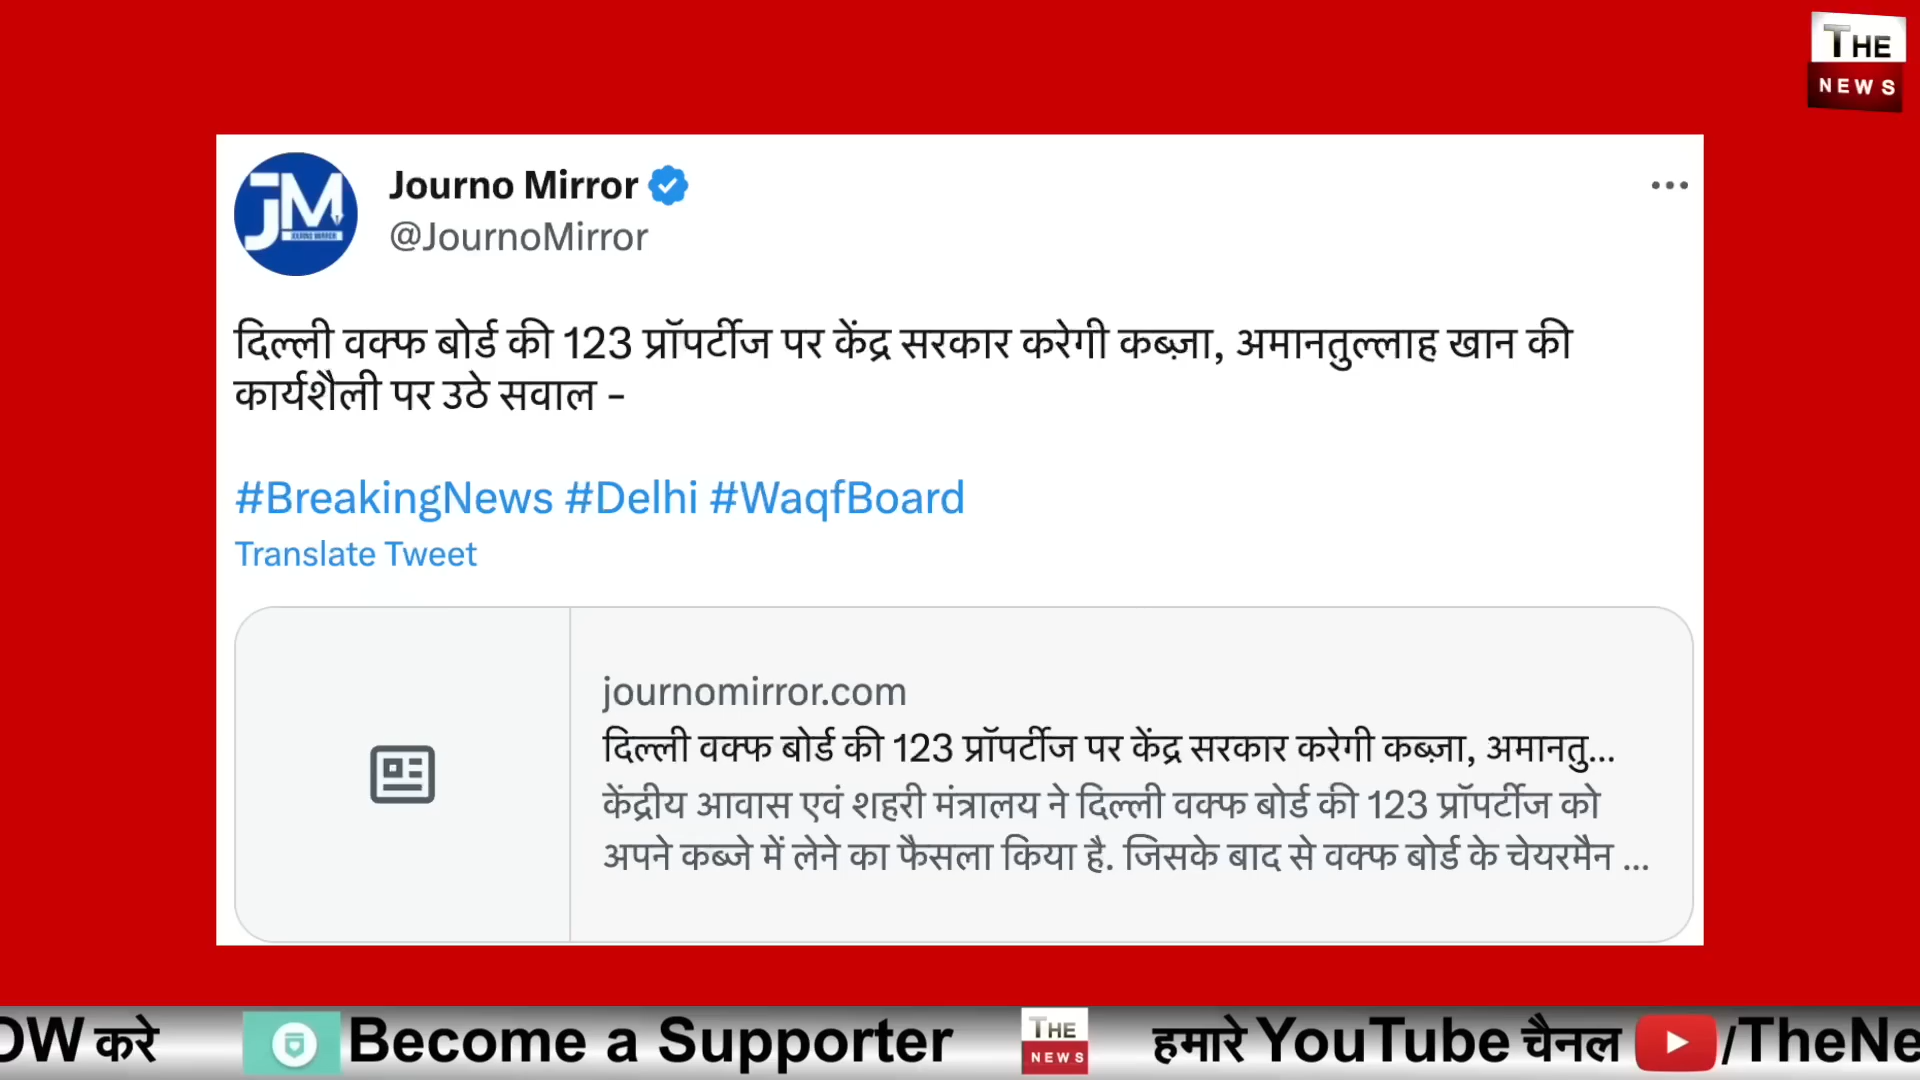 THE
NEWS
JM
JOURNO MIRROR
Journo Mirror
@JournoMirror
दिल्ली वक्फ बोर्ड की 123 प्रॉपर्टीज पर केंद्र सरकार करेगी कब्ज़ा, अमानतुल्लाह खान की
कार्यशैली पर उठे सवाल -
#BreakingNews #Delhi #WaqfBoard
Translate Tweet
journomirror.com
दिल्ली वक्फ बोर्ड की 123 प्रॉपर्टीज पर केंद्र सरकार करेगी कब्ज़ा, अमानतु...
केंद्रीय आवास एवं शहरी मंत्रालय ने दिल्ली वक्फ बोर्ड की 123 प्रॉपर्टीज को
अपने कब्जे में लेने का फैसला किया है. जिसके बाद से वक्फ बोर्ड के चेयरमैन ...
OW करे Become a Supporter THE NEWS हमारे YouTube चैनल /TheNe